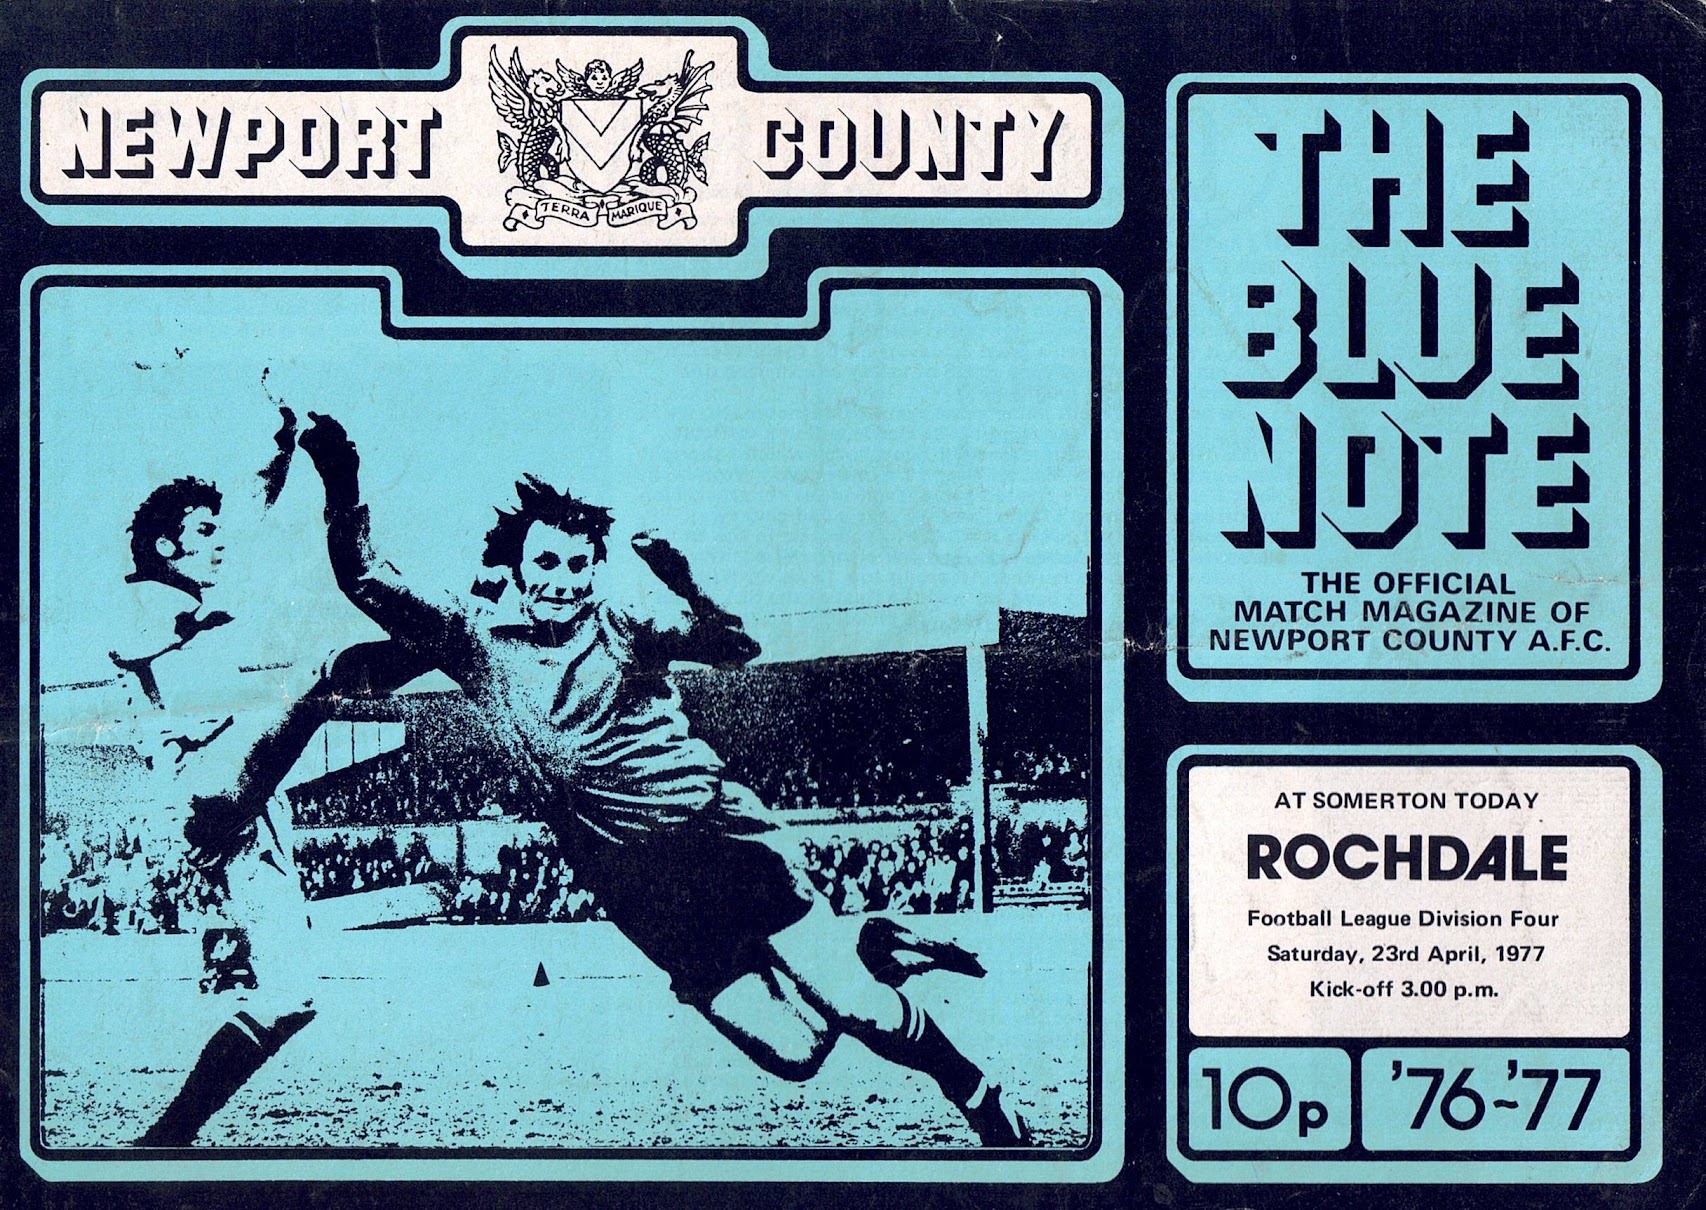 NEWPORT COUNTY
TERRA MARIQUE
THE
BLUE
NOTE
THE OFFICIAL
MATCH MAGAZINE OF
NEWPORT COUNTY A.F.C.
AT SOMERTON TODAY
ROCHDALE
Football League Division Four
Saturday, 23rd April, 1977
Kick-off 3.00 p.m.
10p
'76~'77